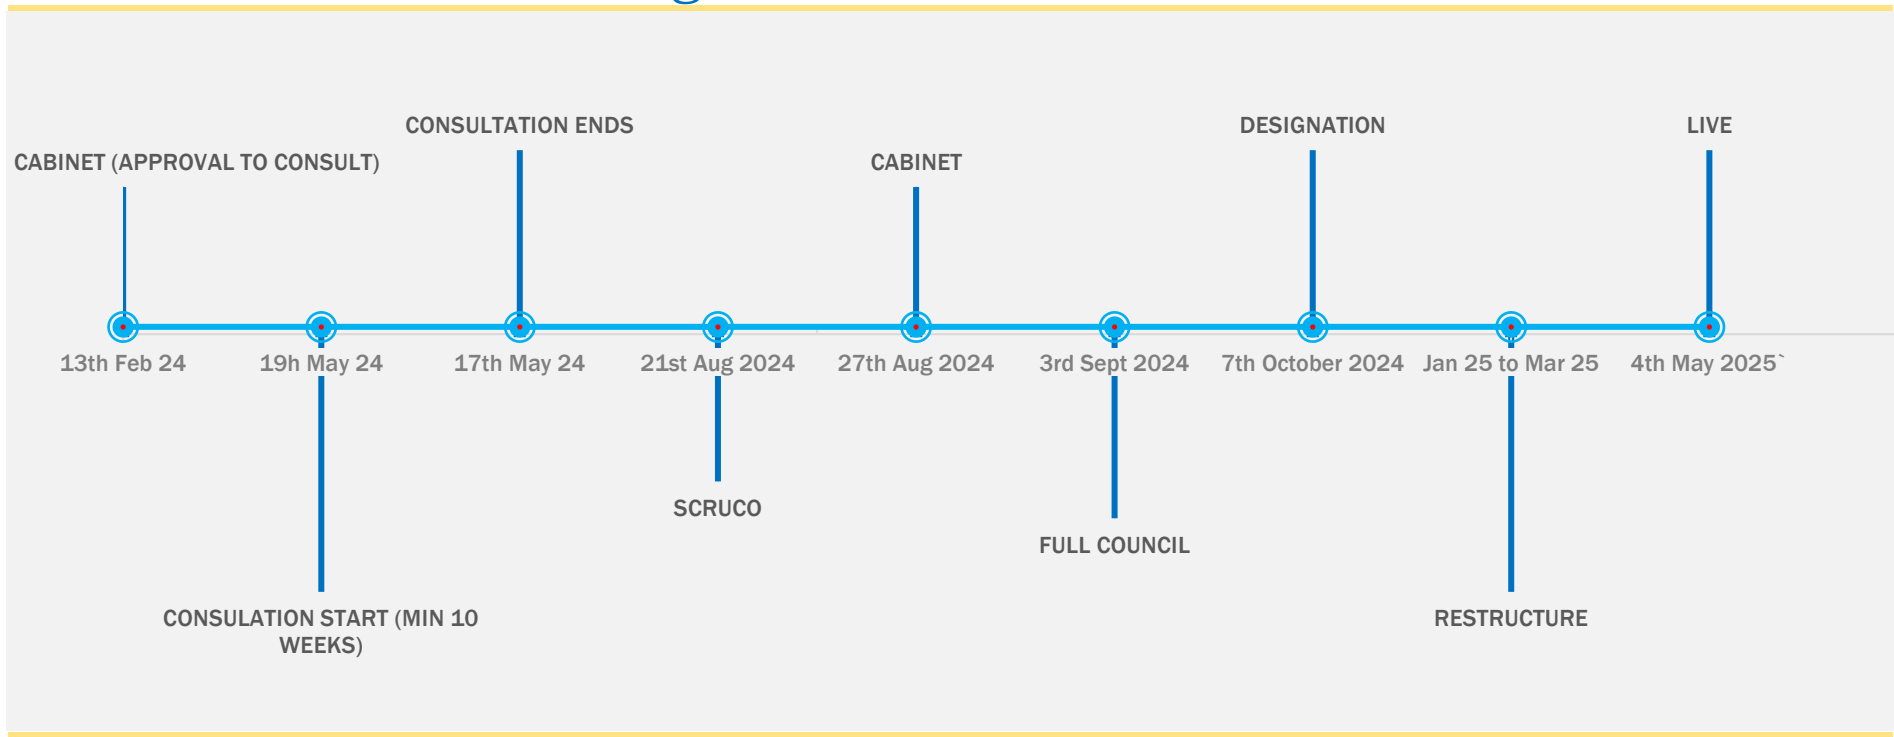 CONSULTATION ENDS
DESIGNATION
LIVE
CABINET (APPROVAL TO CONSULT)
CABINET
13th Feb 24
19h May 24
17th May 24
21st Aug 2024
27th Aug 2024
3rd Sept 2024
7th October 2024
Jan 25 to Mar 25
4th May 2025`
SCRUCO
FULL COUNCIL
CONSULATION START (MIN 10
WEEKS)
RESTRUCTURE